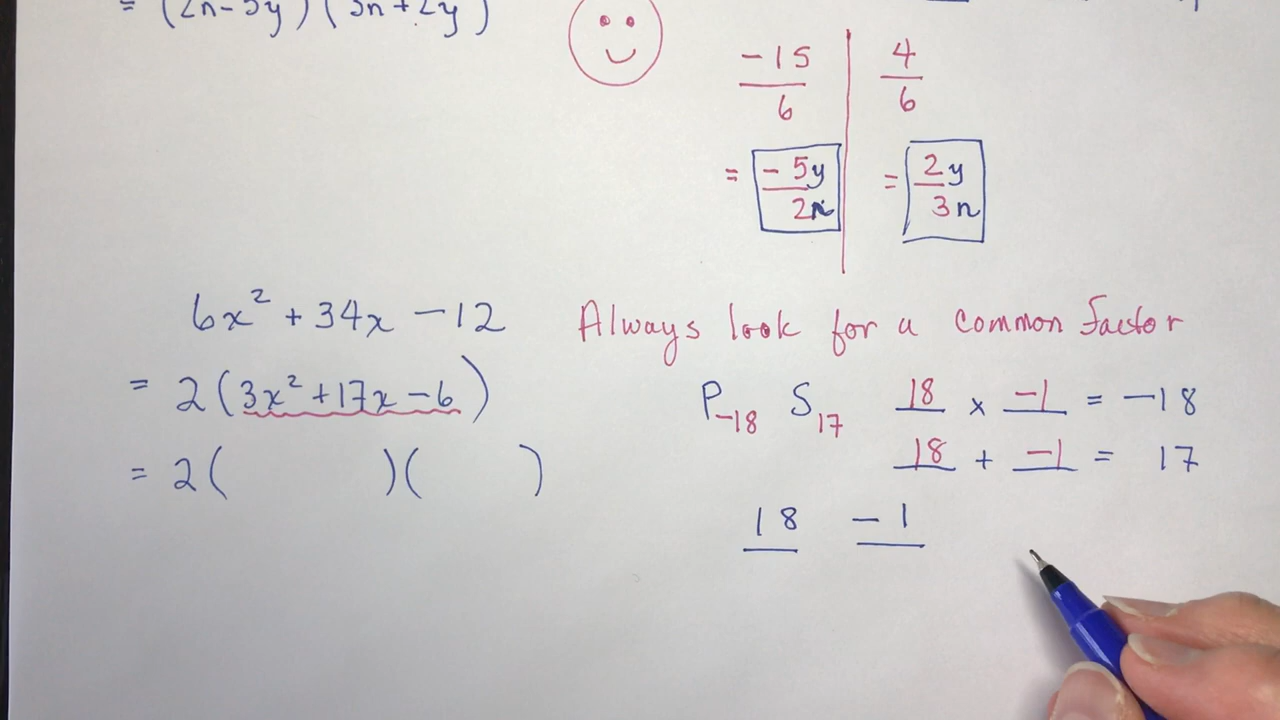 = (2n-5y)(3n+2y)
-15/6 | 4/6
= -5y/2n | = 2y/3n
6x² + 34x - 12 Always look for a common factor
= 2(3x² + 17x - 6) P-18 S17 18 x -1 = -18
18 + -1 = 17
= 2( )( )
18 -1